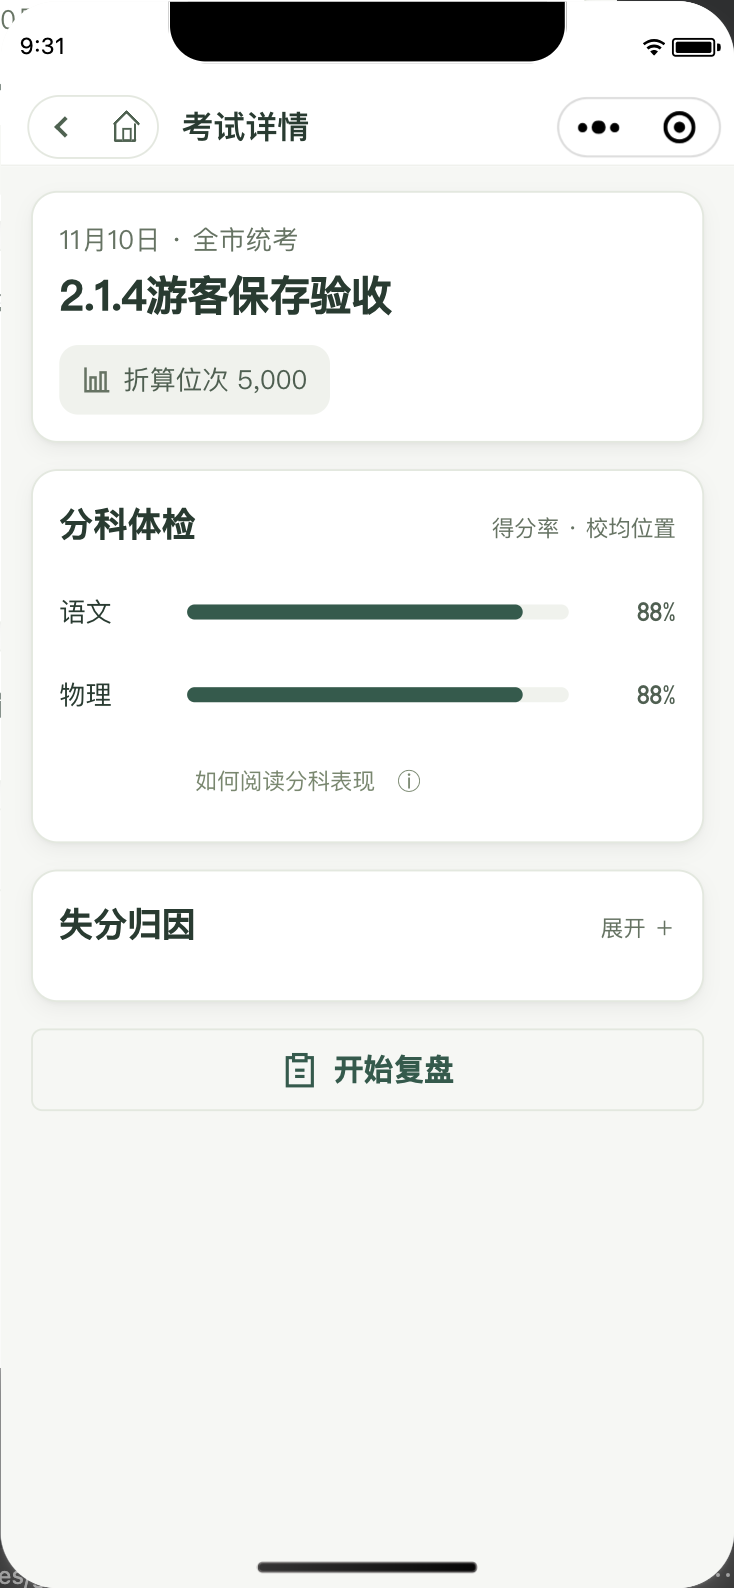 9:31
考试详情
11月10日 · 全市统考
2.1.4游客保存验收
折算位次 5,000
分科体检
得分率 · 校均位置
语文 88%
物理 88%
如何阅读分科表现
失分归因
展开 +
开始复盘